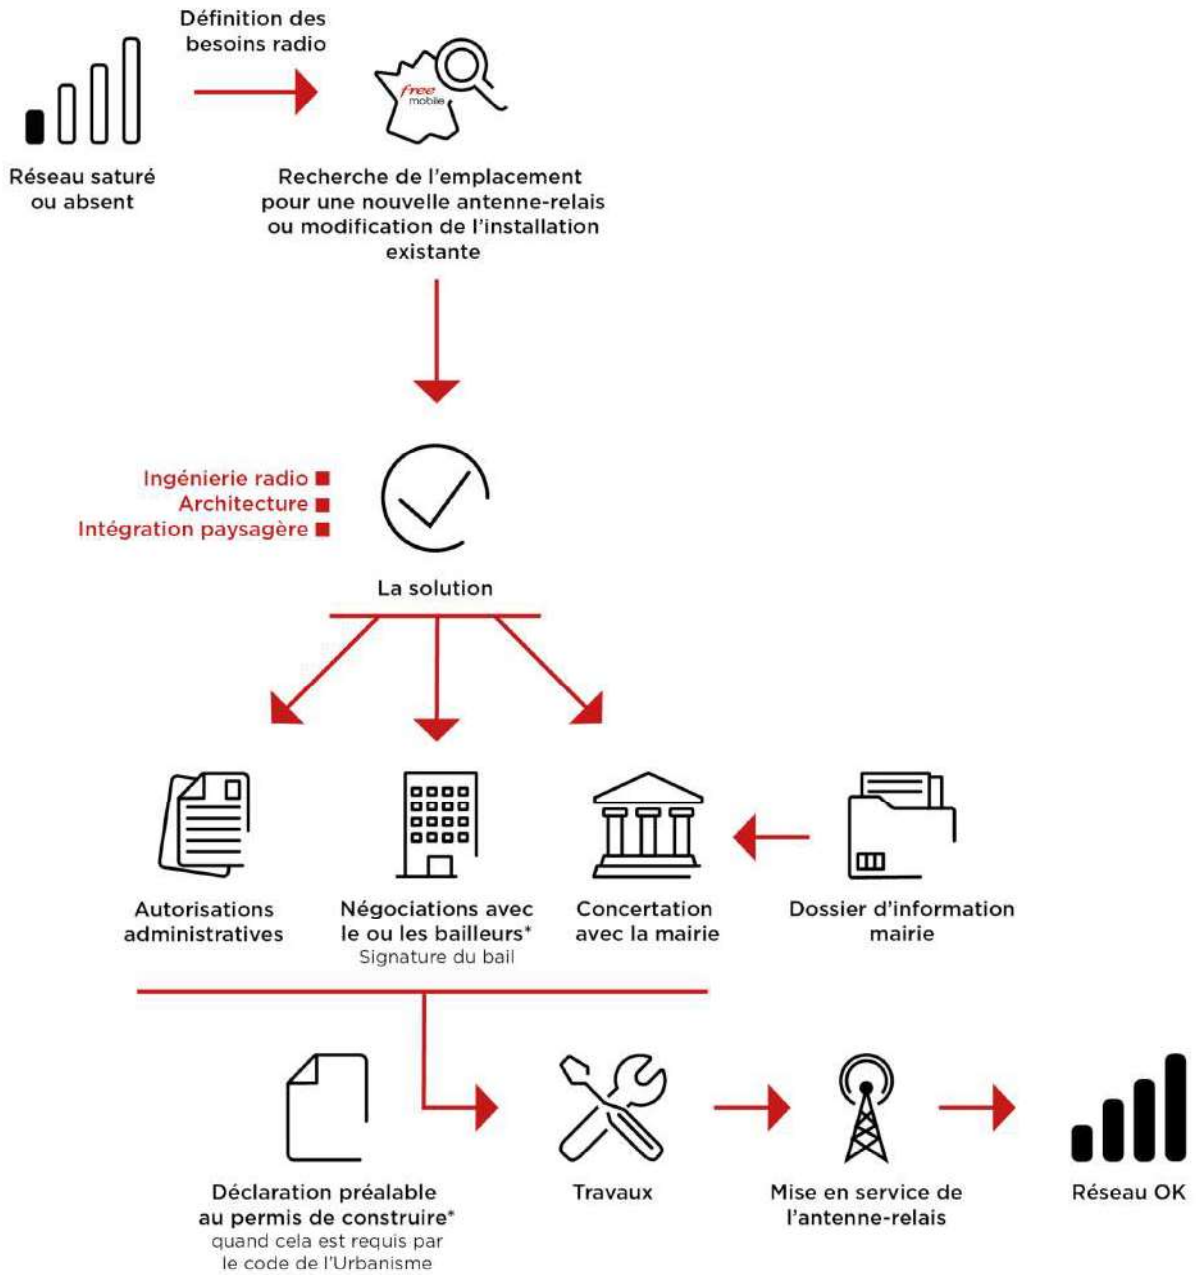 Définition des
besoins radio
free
mobile
Réseau saturé
ou absent
Recherche de l'emplacement
pour une nouvelle antenne-relais
ou modification de l'installation
existante
Ingénierie radio
Architecture
Intégration paysagère
La solution
Autorisations
administratives
Négociations avec
le ou les bailleurs*
Signature du bail
Concertation
avec la mairie
Dossier d'information
mairie
Déclaration préalable
au permis de construire*
quand cela est requis par
le code de l'Urbanisme
Travaux
Mise en service de
l'antenne-relais
Réseau OK